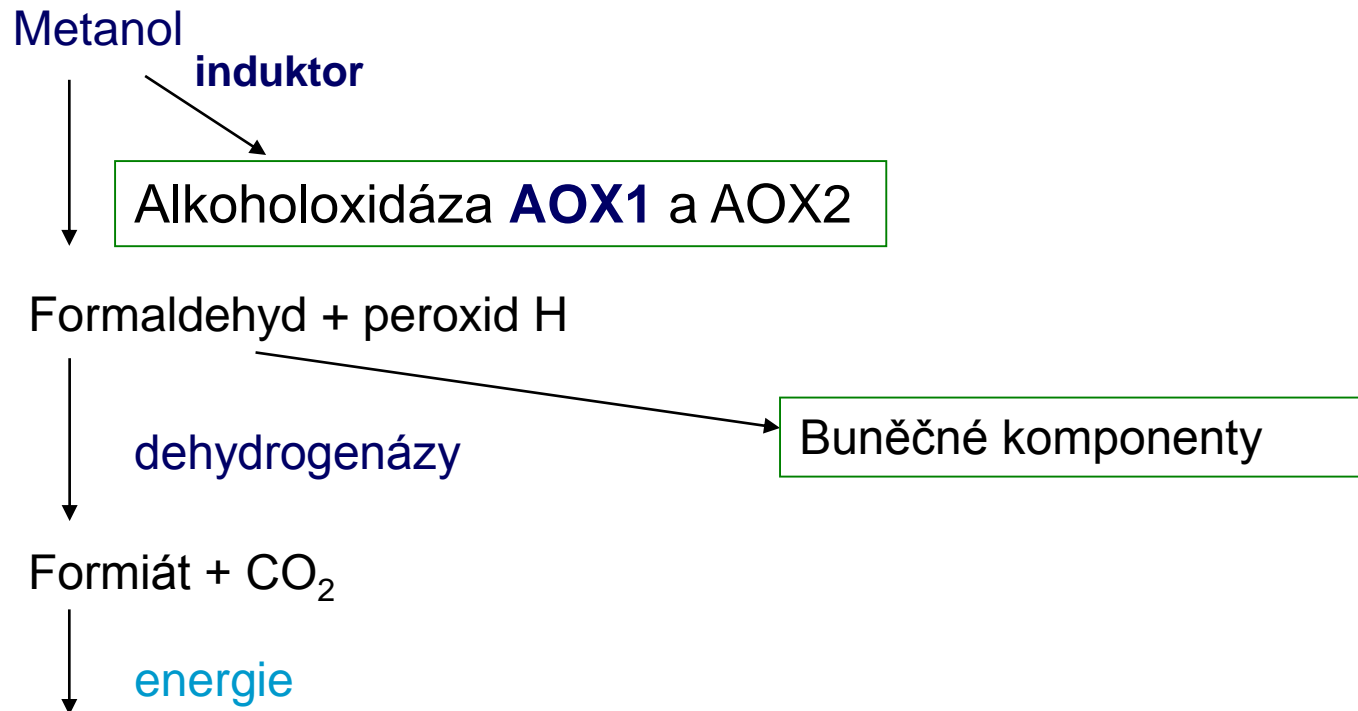 Metanol
induktor
Alkoholoxidáza AOX1 a AOX2
Formaldehyd + peroxid H
Buněčné komponenty
dehydrogenázy
Formiát + CO₂
energie